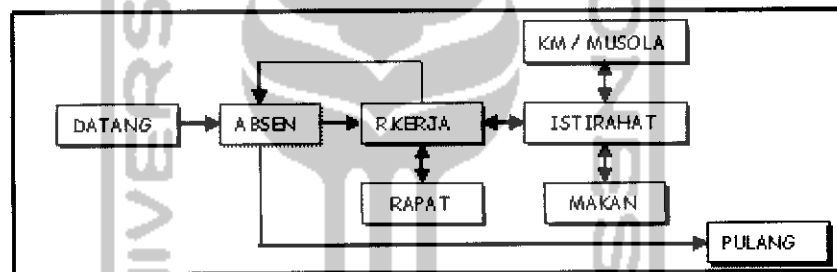 KM / MUSOLA
DATANG
ABSEN
R.KERJA
ISTIRAHAT
RAPAT
MAKAN
PULANG